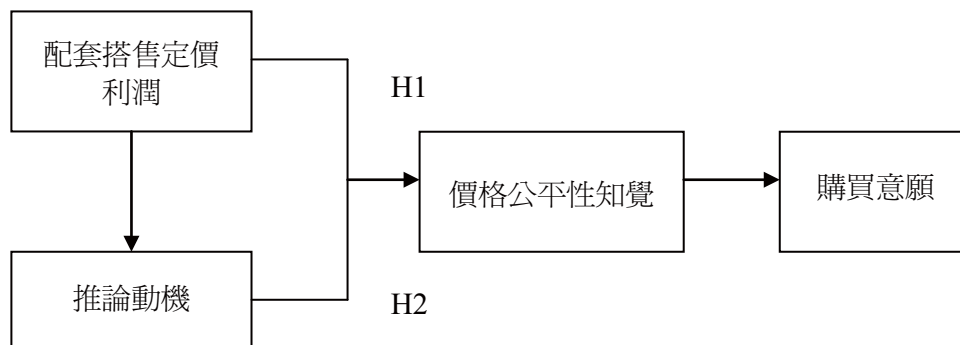 配套搭售定價
利潤
H1
價格公平性知覺
購買意願
推論動機
H2